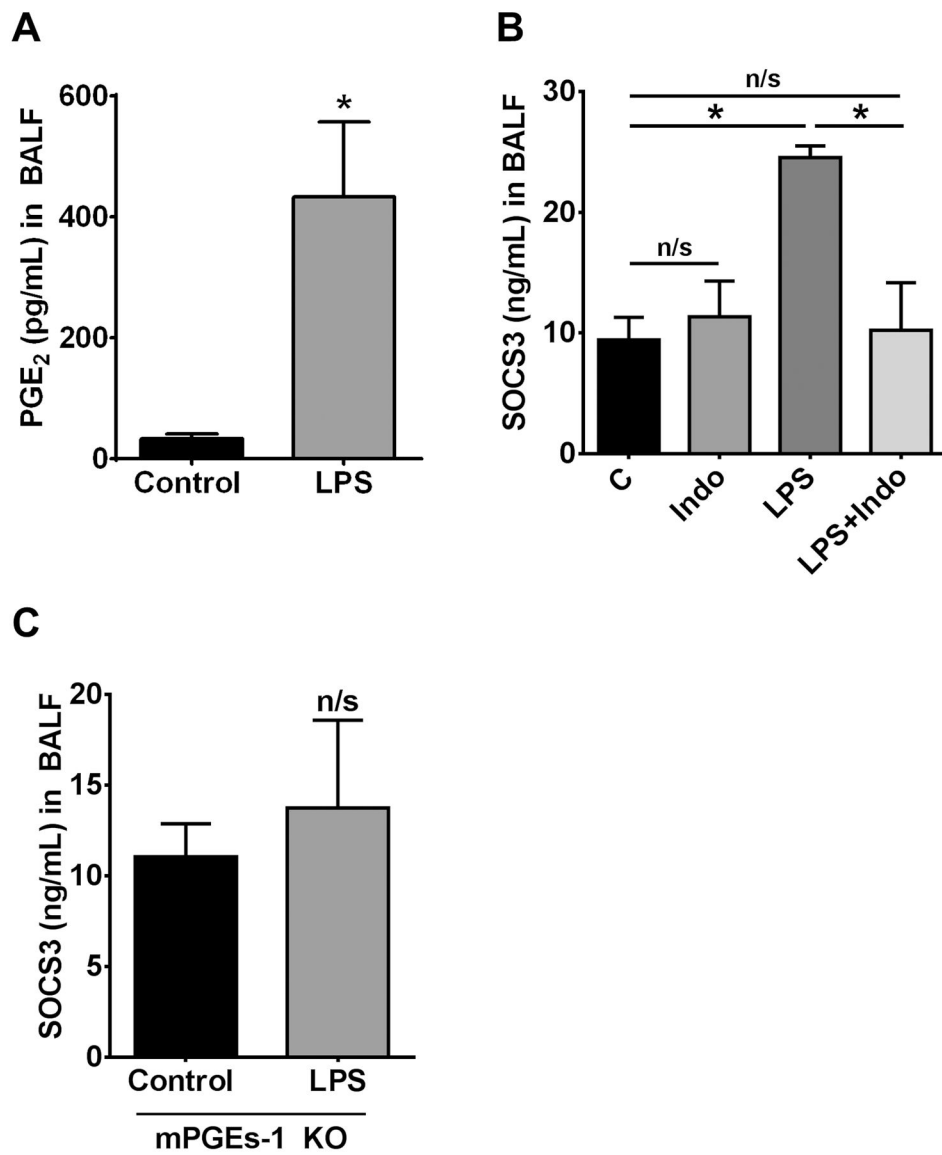 A
PGE₂ (pg/mL) in BALF
600
400
200
0
*
Control
LPS
B
SOCS3 (ng/mL) in BALF
30
20
10
0
n/s
*
*
n/s
C
Indo
LPS
LPS+Indo
C
SOCS3 (ng/mL) in BALF
20
15
10
5
0
n/s
Control
LPS
mPGEs-1 KO